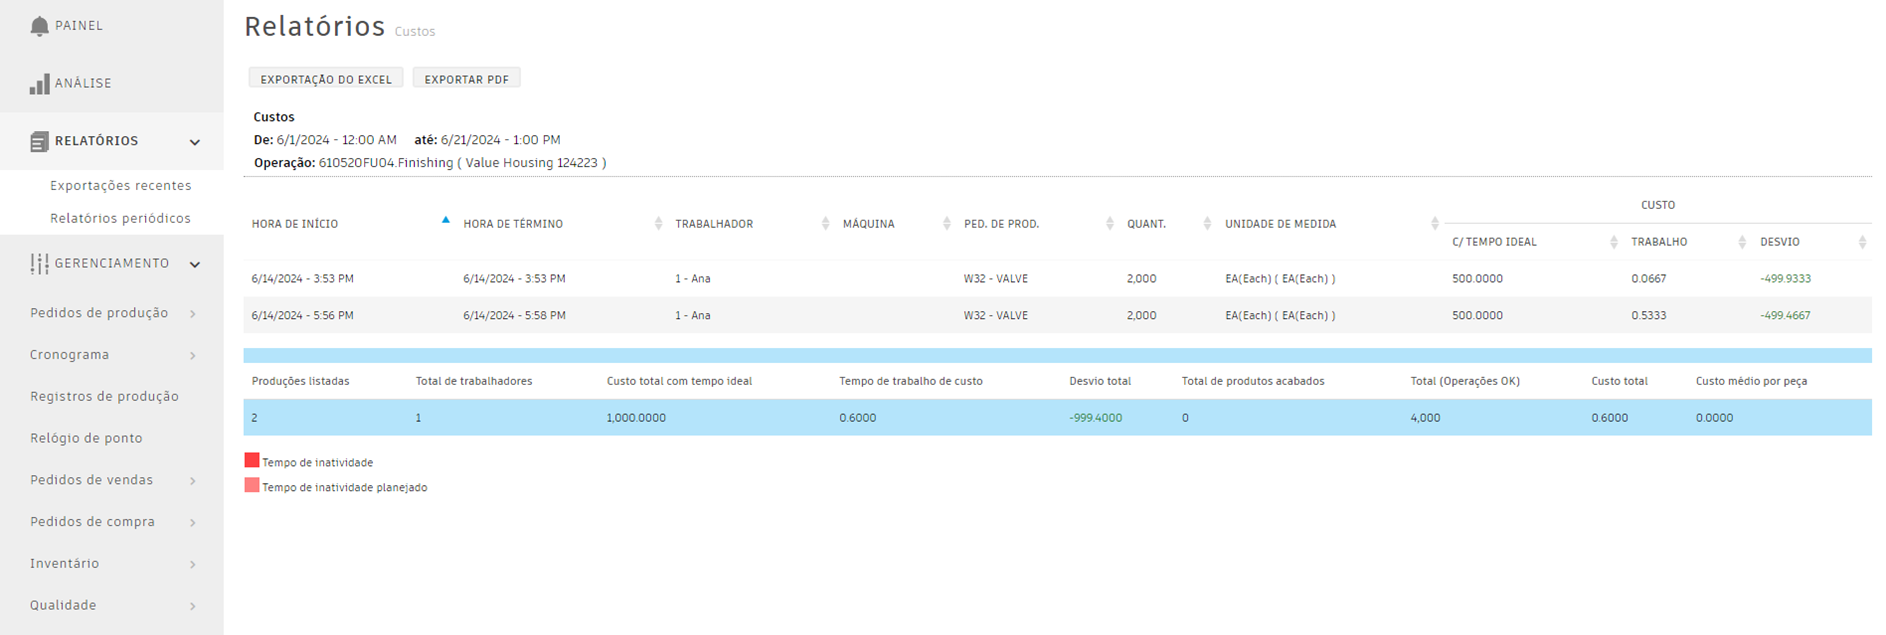 PAINEL
ANÁLISE
RELATÓRIOS
Exportações recentes
Relatórios periódicos
GERENCIAMENTO
Pedidos de produção
Cronograma
Registros de produção
Relógio de ponto
Pedidos de vendas
Pedidos de compra
Inventário
Qualidade
Relatórios Custos
EXPORTAÇÃO DO EXCEL EXPORTAR PDF
Custos
De: 6/1/2024 - 12:00 AM até: 6/21/2024 - 1:00 PM
Operação: 610520FU04.Finishing ( Value Housing 124223 )
CUSTO
HORA DE INÍCIO HORA DE TÉRMINO TRABALHADOR MÁQUINA PED. DE PROD. QUANT. UNIDADE DE MEDIDA C/ TEMPO IDEAL TRABALHO DESVIO
6/14/2024 - 3:53 PM 6/14/2024 - 3:53 PM 1 - Ana W32 - VALVE 2,000 EA(Each) ( EA(Each) ) 500.0000 0.0667 -499.9333
6/14/2024 - 5:56 PM 6/14/2024 - 5:58 PM 1 - Ana W32 - VALVE 2,000 EA(Each) ( EA(Each) ) 500.0000 0.5333 -499.4667
Produções listadas Total de trabalhadores Custo total com tempo ideal Tempo de trabalho de custo Desvio total Total de produtos acabados Total (Operações OK) Custo total Custo médio por peça
2 1 1,000.0000 0.6000 -999.4000 0 4,000 0.6000 0.0000
Tempo de inatividade
Tempo de inatividade planejado